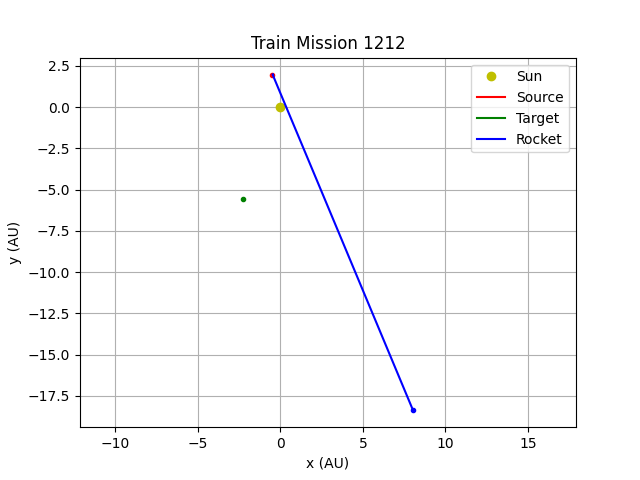 Train Mission 1212
2.5
0.0
−2.5
−5.0
−7.5
−10.0
−12.5
−15.0
−17.5
y (AU)
Sun
Source
Target
Rocket
−10
−5
0
5
10
15
x (AU)